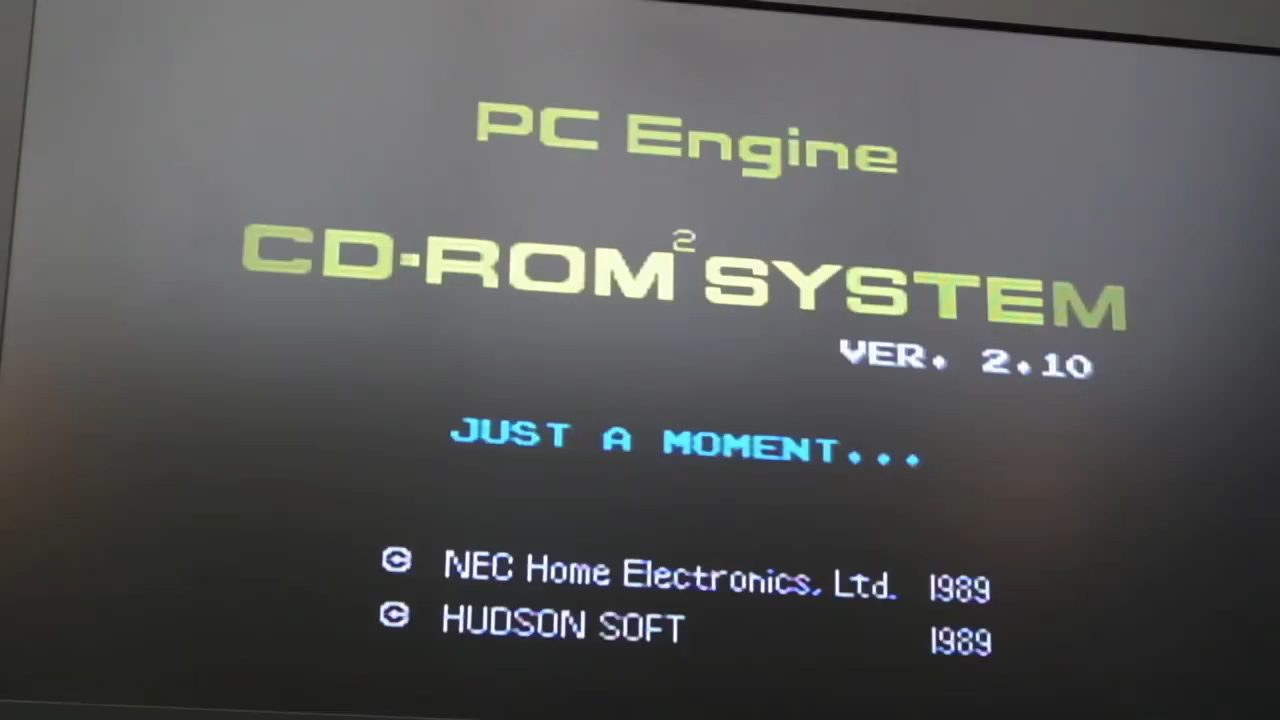 PC Engine
CD-ROM² SYSTEM
VER. 2.10
JUST A MOMENT...
© NEC Home Electronics, Ltd. 1989
© HUDSON SOFT 1989